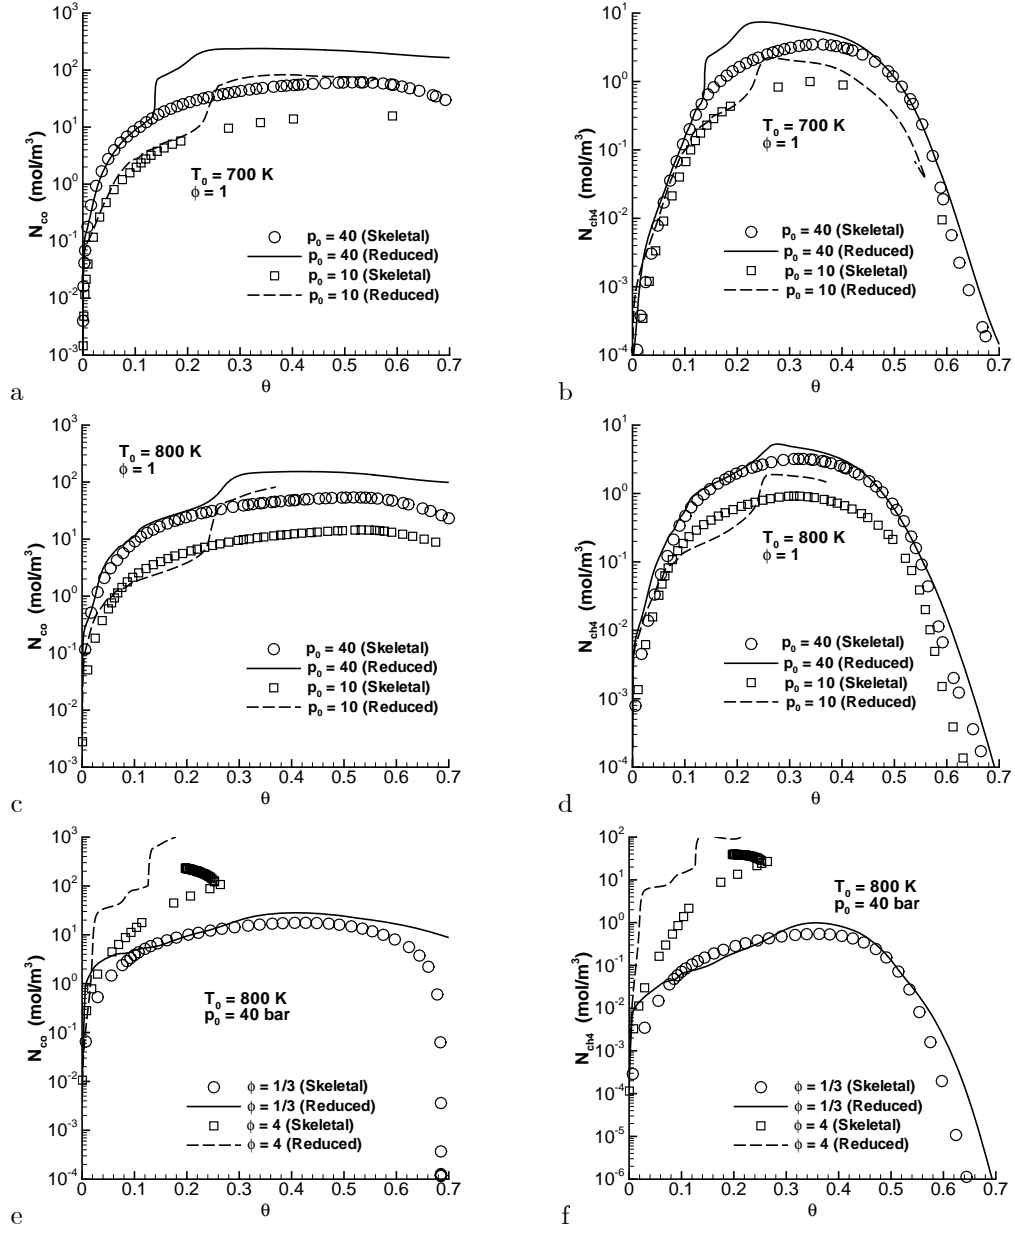 10³
10²
10¹
10⁰
10⁻¹
10⁻²
10⁻³
N_co (mol/m³)
0 0.1 0.2 0.3 0.4 0.5 0.6 0.7
θ
T₀ = 700 K
ϕ = 1
p₀ = 40 (Skeletal)
p₀ = 40 (Reduced)
p₀ = 10 (Skeletal)
p₀ = 10 (Reduced)
a
10¹
10⁰
10⁻¹
10⁻²
10⁻³
10⁻⁴
N_ch4 (mol/m³)
0 0.1 0.2 0.3 0.4 0.5 0.6 0.7
θ
T₀ = 700 K
ϕ = 1
p₀ = 40 (Skeletal)
p₀ = 40 (Reduced)
p₀ = 10 (Skeletal)
p₀ = 10 (Reduced)
b
10³
10²
10¹
10⁰
10⁻¹
10⁻²
10⁻³
N_co (mol/m³)
0 0.1 0.2 0.3 0.4 0.5 0.6 0.7
θ
T₀ = 800 K
ϕ = 1
p₀ = 40 (Skeletal)
p₀ = 40 (Reduced)
p₀ = 10 (Skeletal)
p₀ = 10 (Reduced)
c
10¹
10⁰
10⁻¹
10⁻²
10⁻³
10⁻⁴
N_ch4 (mol/m³)
0 0.1 0.2 0.3 0.4 0.5 0.6 0.7
θ
T₀ = 800 K
ϕ = 1
p₀ = 40 (Skeletal)
p₀ = 40 (Reduced)
p₀ = 10 (Skeletal)
p₀ = 10 (Reduced)
d
10³
10²
10¹
10⁰
10⁻¹
10⁻²
10⁻³
10⁻⁴
N_co (mol/m³)
0 0.1 0.2 0.3 0.4 0.5 0.6 0.7
θ
T₀ = 800 K
p₀ = 40 bar
ϕ = 1/3 (Skeletal)
ϕ = 1/3 (Reduced)
ϕ = 4 (Skeletal)
ϕ = 4 (Reduced)
e
10²
10¹
10⁰
10⁻¹
10⁻²
10⁻³
10⁻⁴
10⁻⁵
10⁻⁶
N_ch4 (mol/m³)
0 0.1 0.2 0.3 0.4 0.5 0.6 0.7
θ
T₀ = 800 K
p₀ = 40 bar
ϕ = 1/3 (Skeletal)
ϕ = 1/3 (Reduced)
ϕ = 4 (Skeletal)
ϕ = 4 (Reduced)
f